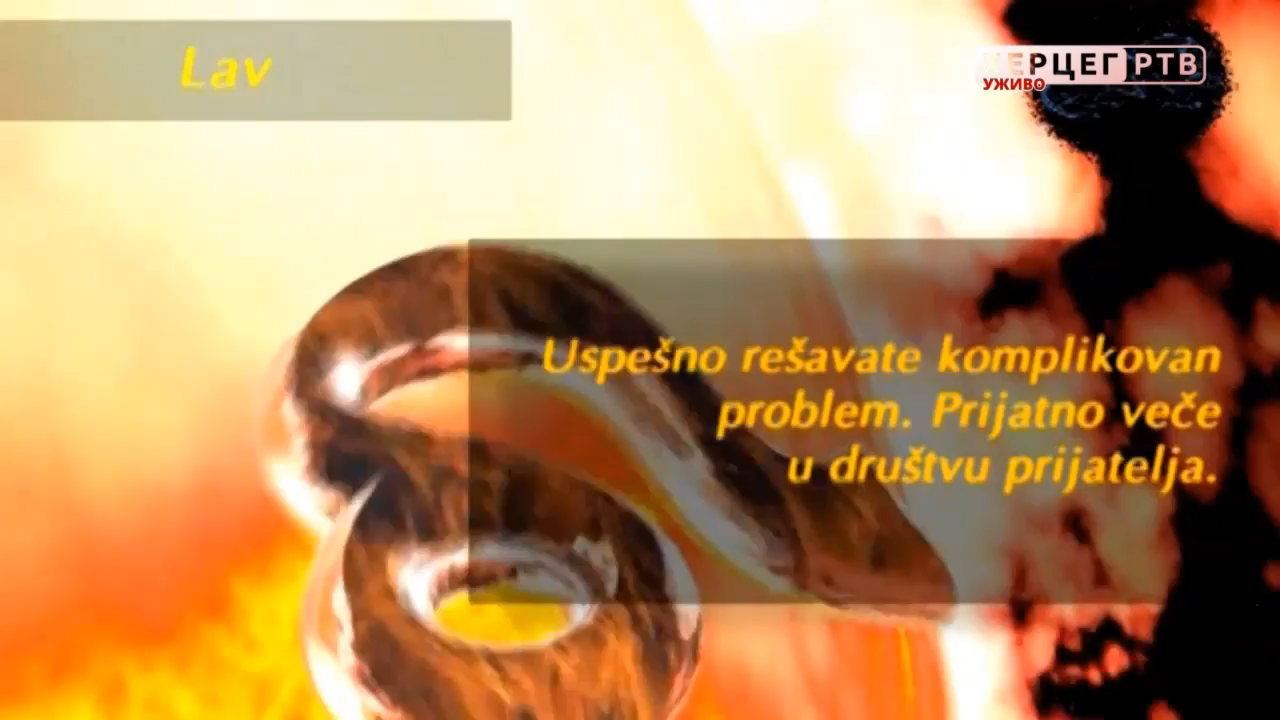 Lav
ХЕРЦЕГ РТВ
УЖИВО
Uspešno rešavate komplikovan
problem. Prijatno veče
u društvu prijatelja.